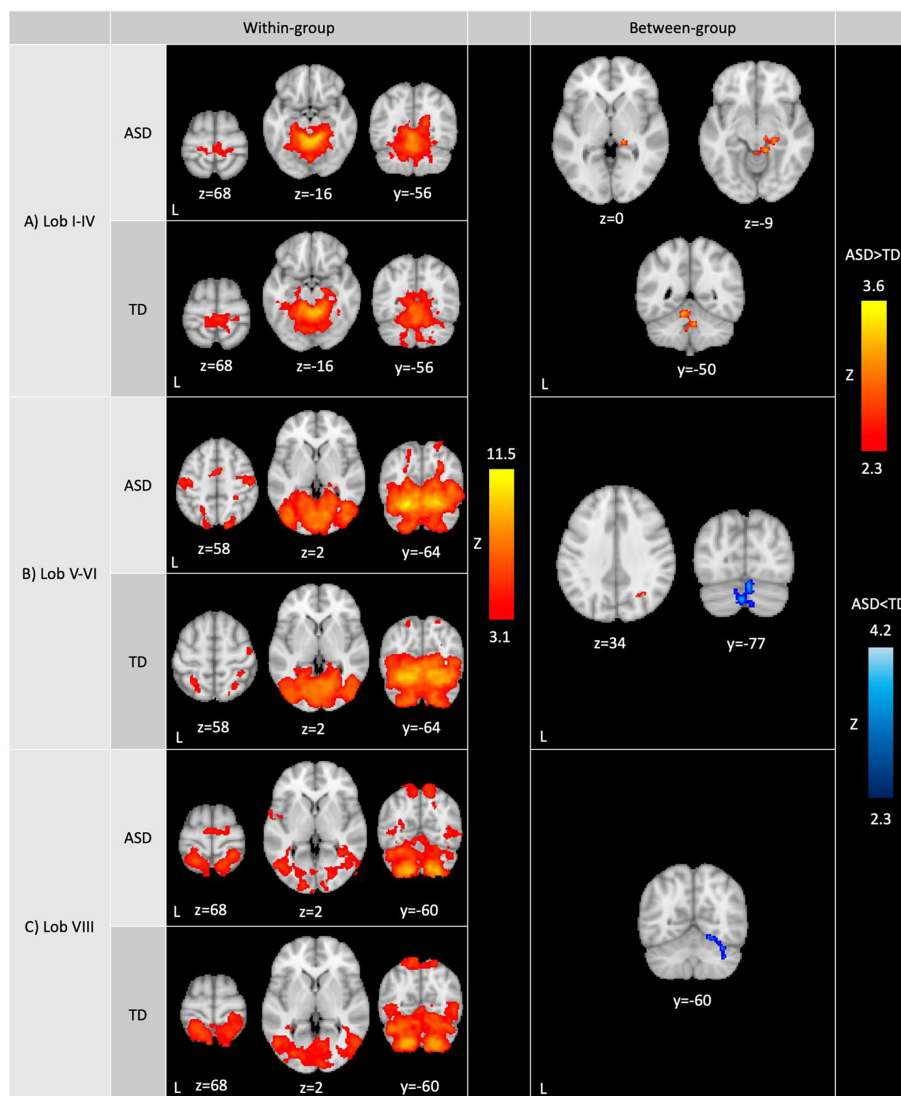 Within-group Between-group
A) Lob I-IV
ASD
z=68 z=-16 y=-56
L
TD
z=68 z=-16 y=-56
L
z=0 z=-9
y=-50
L
B) Lob V-VI
ASD
z=58 z=2 y=-64
L
TD
z=58 z=2 y=-64
L
z=34 y=-77
L
C) Lob VIII
ASD
L z=68 z=2 y=-60
TD
L z=68 z=2 y=-60
y=-60
L
11.5
Z
3.1
ASD>TD
3.6
Z
2.3
ASD<TD
4.2
Z
2.3